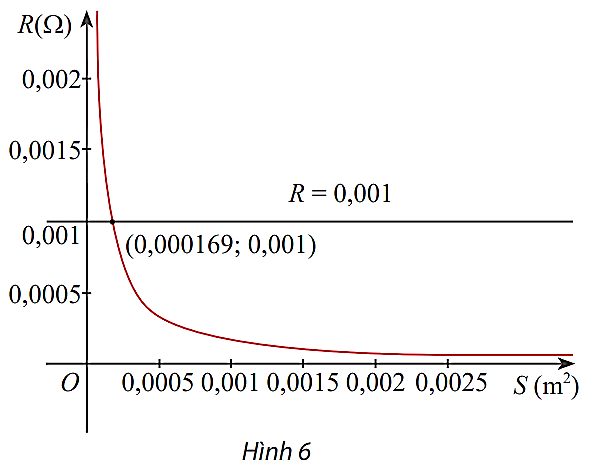 R(Ω)
0,002
0,0015
R = 0,001
0,001
(0,000169; 0,001)
0,0005
O 0,0005 0,001 0,0015 0,002 0,0025 S (m²)
Hình 6